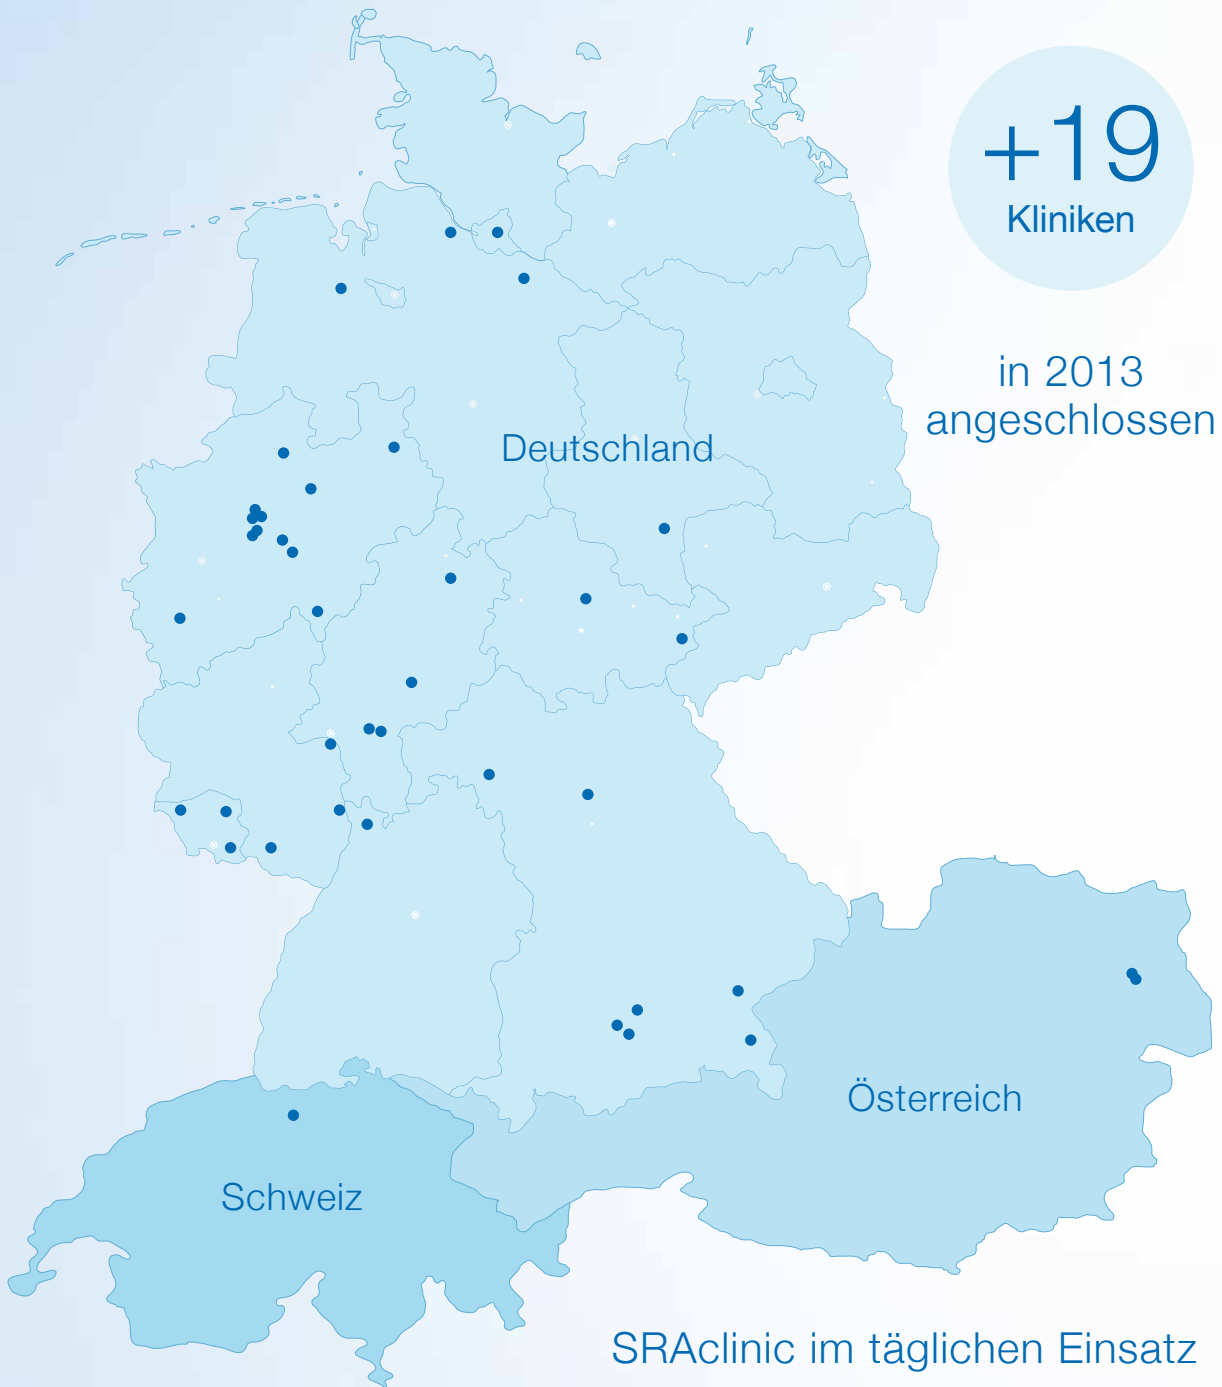 +19
Kliniken
in 2013
angeschlossen
Deutschland
Österreich
Schweiz
SRAclinic im täglichen Einsatz